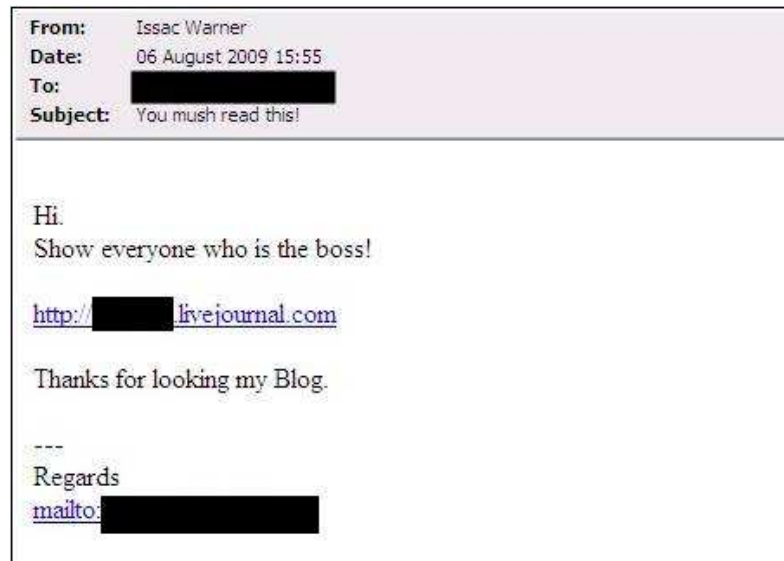 From: Issac Warner
Date: 06 August 2009 15:55
To:
Subject: You mush read this!
Hi.
Show everyone who is the boss!
http:// .livejournal.com
Thanks for looking my Blog.
---
Regards
mailto: